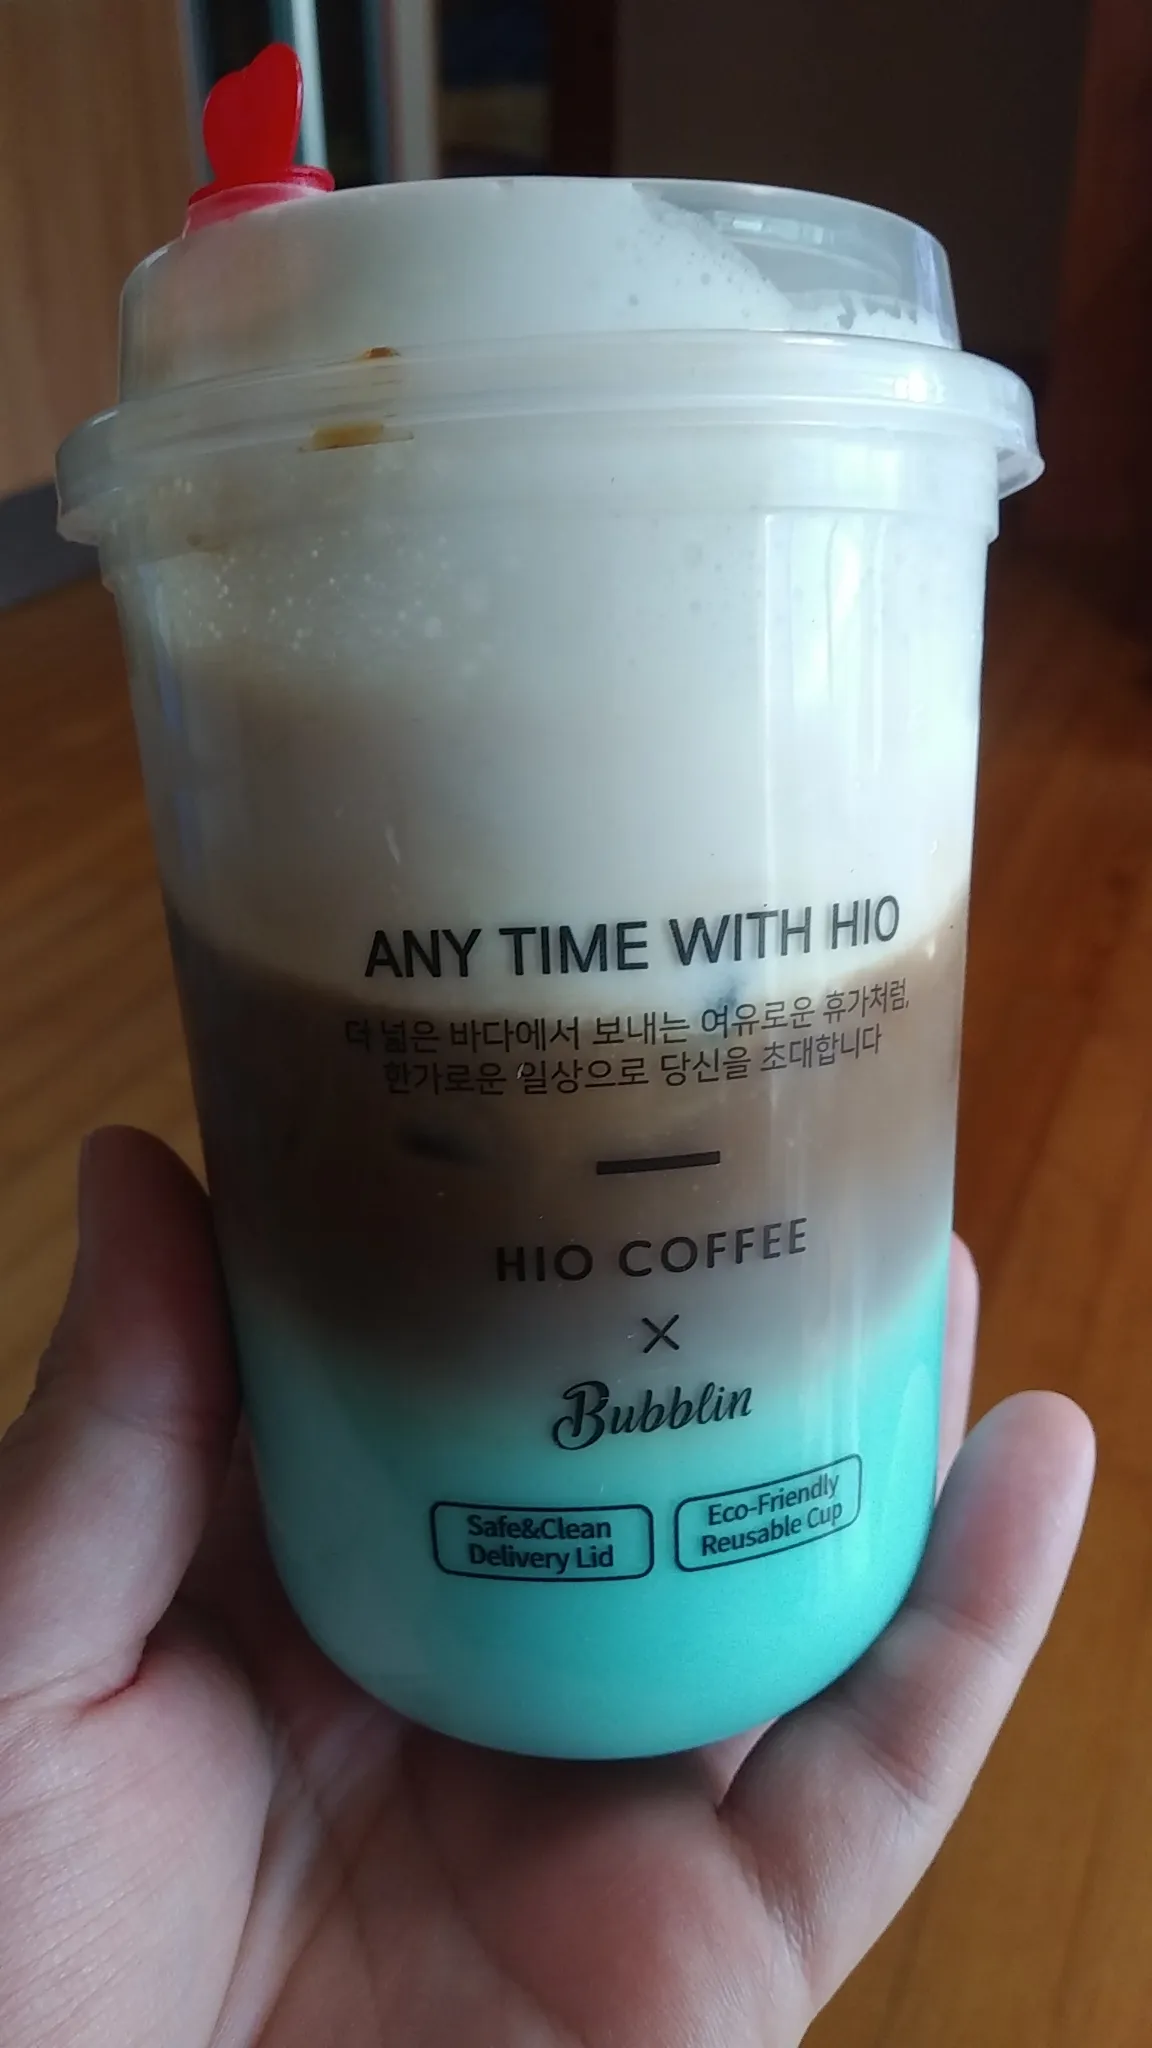 ANY TIME WITH HIO
더 넓은 바다에서 보내는 여유로운 휴가처럼,
한가로운 일상으로 당신을 초대합니다
HIO COFFEE
×
Bubblin
Safe&Clean
Delivery Lid
Eco-Friendly
Reusable Cup